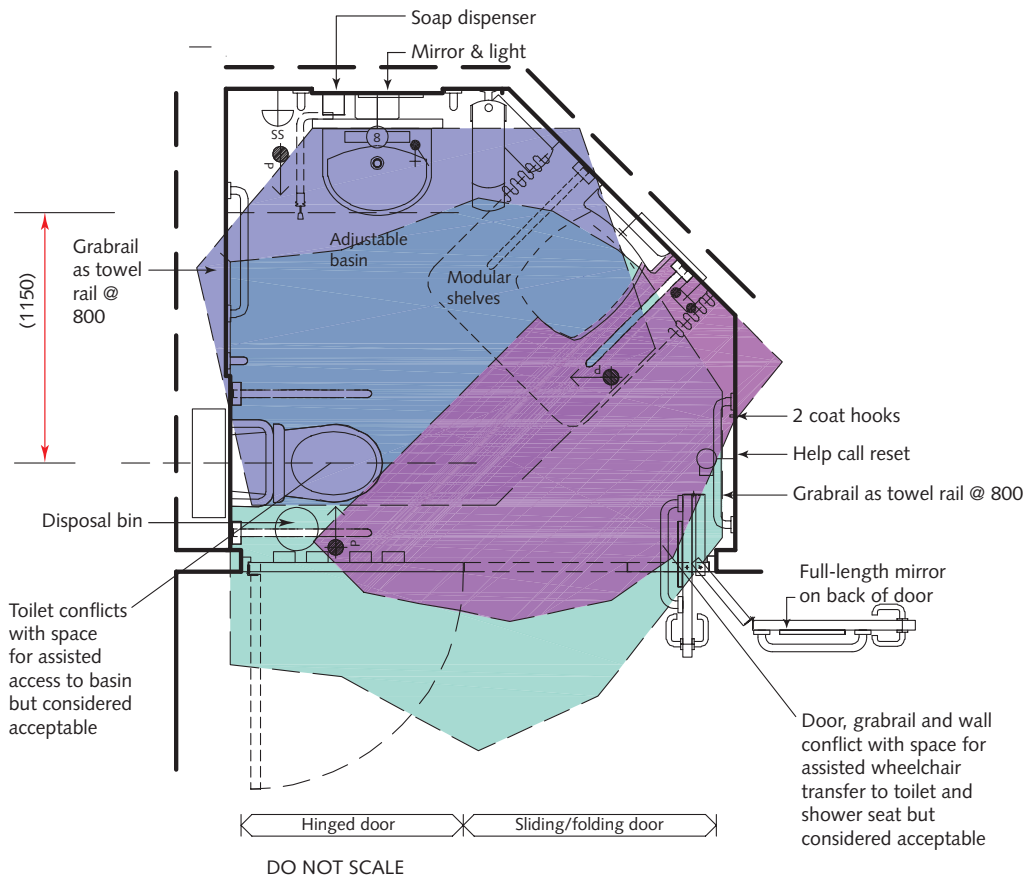 Soap dispenser
Mirror & light
SS
8
P
Grabrail
as towel
rail @
800
(1150)
Adjustable
basin
Modular
shelves
P
2 coat hooks
Help call reset
Grabrail as towel rail @ 800
Disposal bin
P
Full-length mirror
on back of door
Toilet conflicts
with space
for assisted
access to basin
but considered
acceptable
Door, grabrail and wall
conflict with space for
assisted wheelchair
transfer to toilet and
shower seat but
considered acceptable
Hinged door
Sliding/folding door
DO NOT SCALE